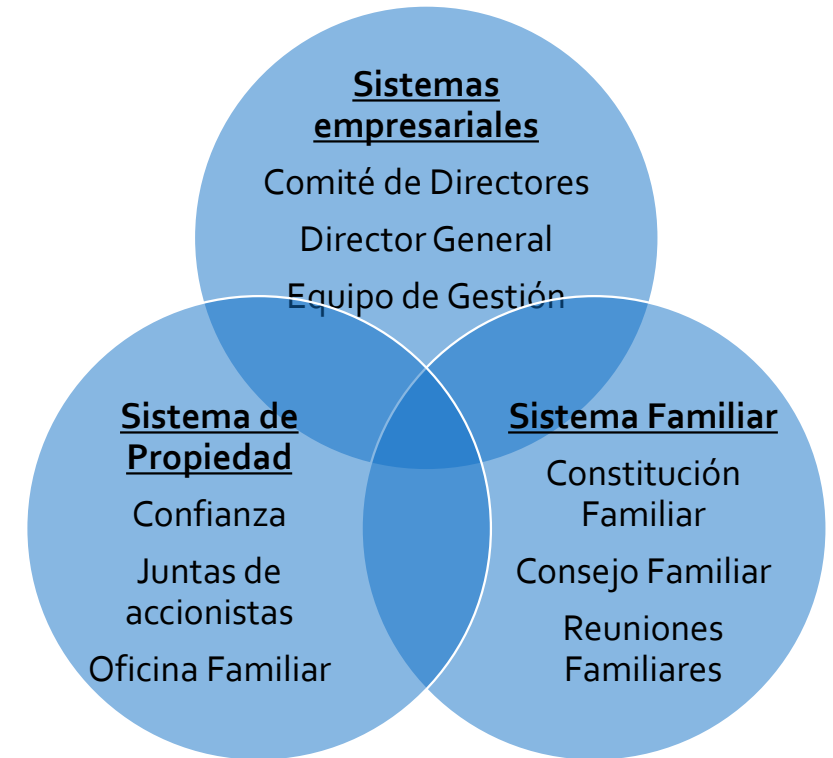 Sistemas
empresariales
Comité de Directores
Director General
Equipo de Gestión
Sistema de
Propiedad
Confianza
Juntas de
accionistas
Oficina Familiar
Sistema Familiar
Constitución
Familiar
Consejo Familiar
Reuniones
Familiares